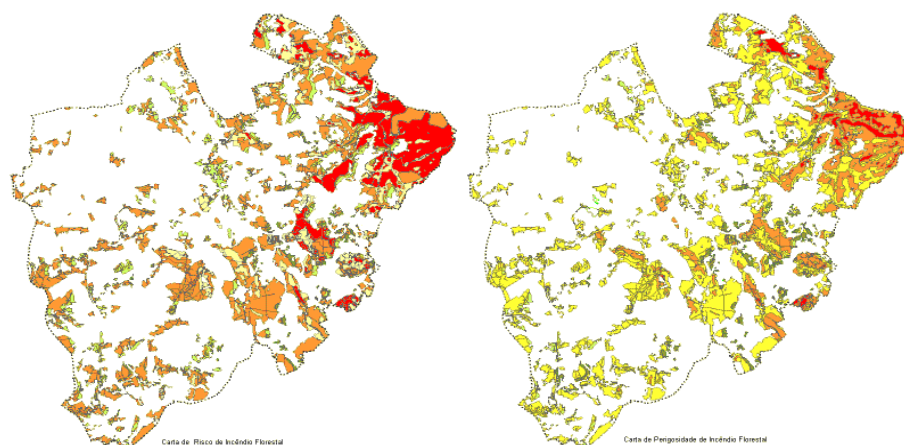 Carta de Risco de Incêndio Florestal
Carta de Perigosidade de Incêndio Florestal